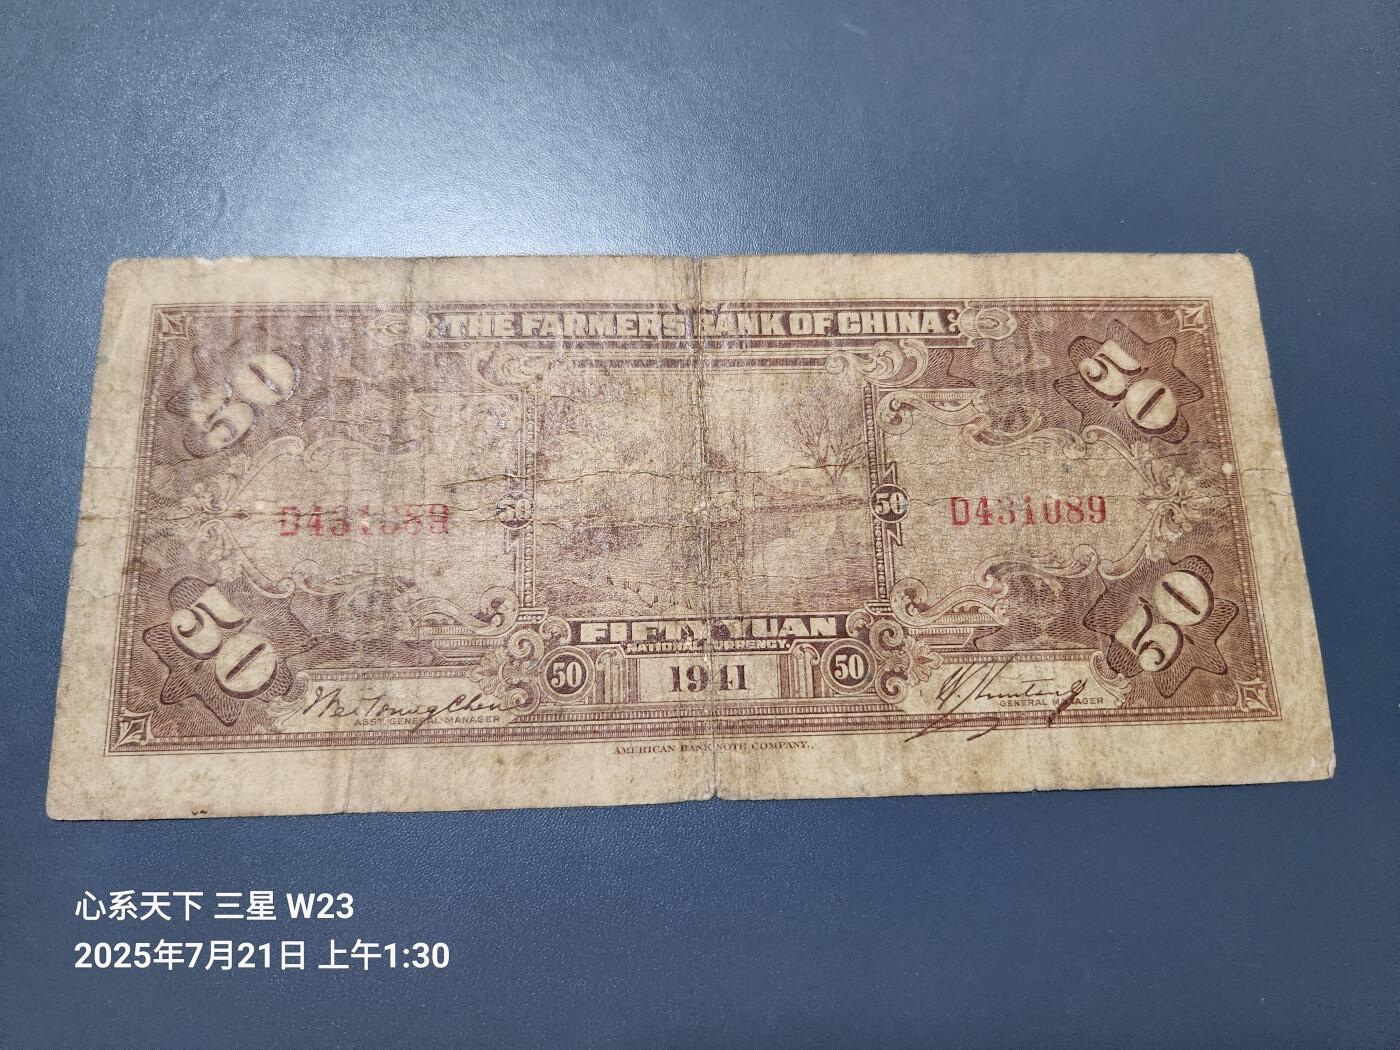 THE FARMERS BANK OF CHINA
50
50
D431089
50
50
D431089
50
50
FIFTY YUAN
NATIONAL CURRENCY
50
1941
50
ASST. GENERAL MANAGER
GENERAL MANAGER
AMERICAN BANK NOTE COMPANY.
心系天下 三星 W23
2025年7月21日 上午1:30